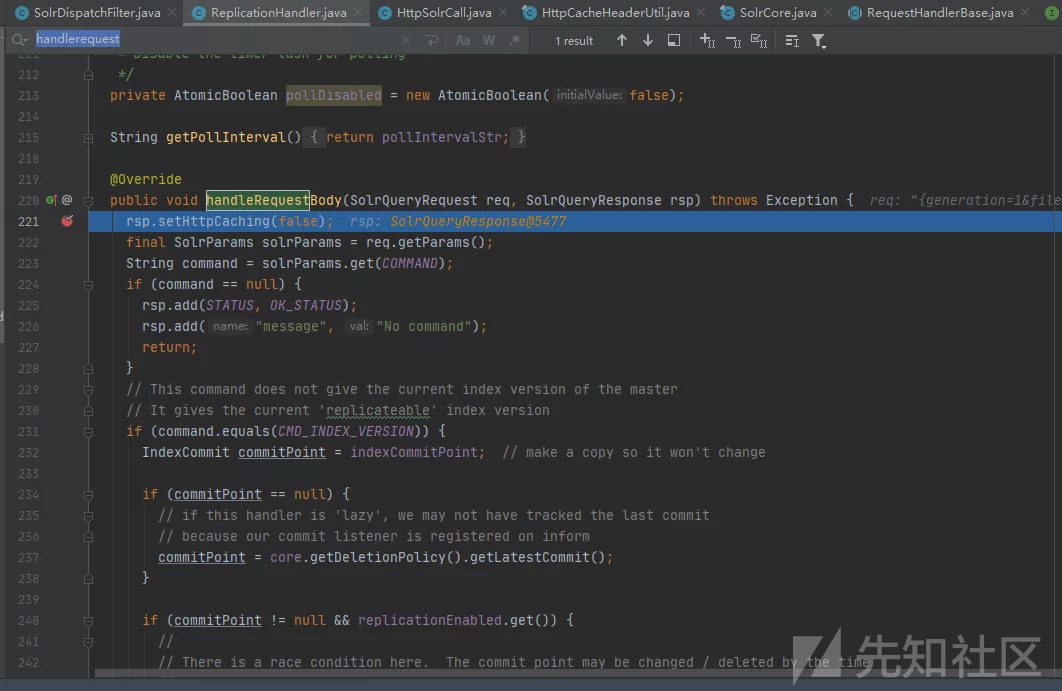 SolrDispatchFilter.java ReplicationHandler.java HttpSolrCall.java HttpCacheHeaderUtil.java SolrCore.java RequestHandlerBase.java
handlerequest Aa W .* 1 result
211 * Disable the timer task for polling
212 */
213 private AtomicBoolean pollDisabled = new AtomicBoolean( initialValue: false);
214
215 String getPollInterval() { return pollIntervalStr; }
218
219 @Override
220 public void handleRequestBody(SolrQueryRequest req, SolrQueryResponse rsp) throws Exception { req: "{generation=1&file
221 rsp.setHttpCaching(false); rsp: SolrQueryResponse@5477
222 final SolrParams solrParams = req.getParams();
223 String command = solrParams.get(COMMAND);
224 if (command == null) {
225 rsp.add(STATUS, OK_STATUS);
226 rsp.add( name: "message", val: "No command");
227 return;
228 }
229 // This command does not give the current index version of the master
230 // It gives the current 'replicateable' index version
231 if (command.equals(CMD_INDEX_VERSION)) {
232 IndexCommit commitPoint = indexCommitPoint; // make a copy so it won't change
233
234 if (commitPoint == null) {
235 // if this handler is 'lazy', we may not have tracked the last commit
236 // because our commit listener is registered on inform
237 commitPoint = core.getDeletionPolicy().getLatestCommit();
238 }
239
240 if (commitPoint != null && replicationEnabled.get()) {
241 //
242 // There is a race condition here. The commit point may be changed / deleted by the time
先知社区